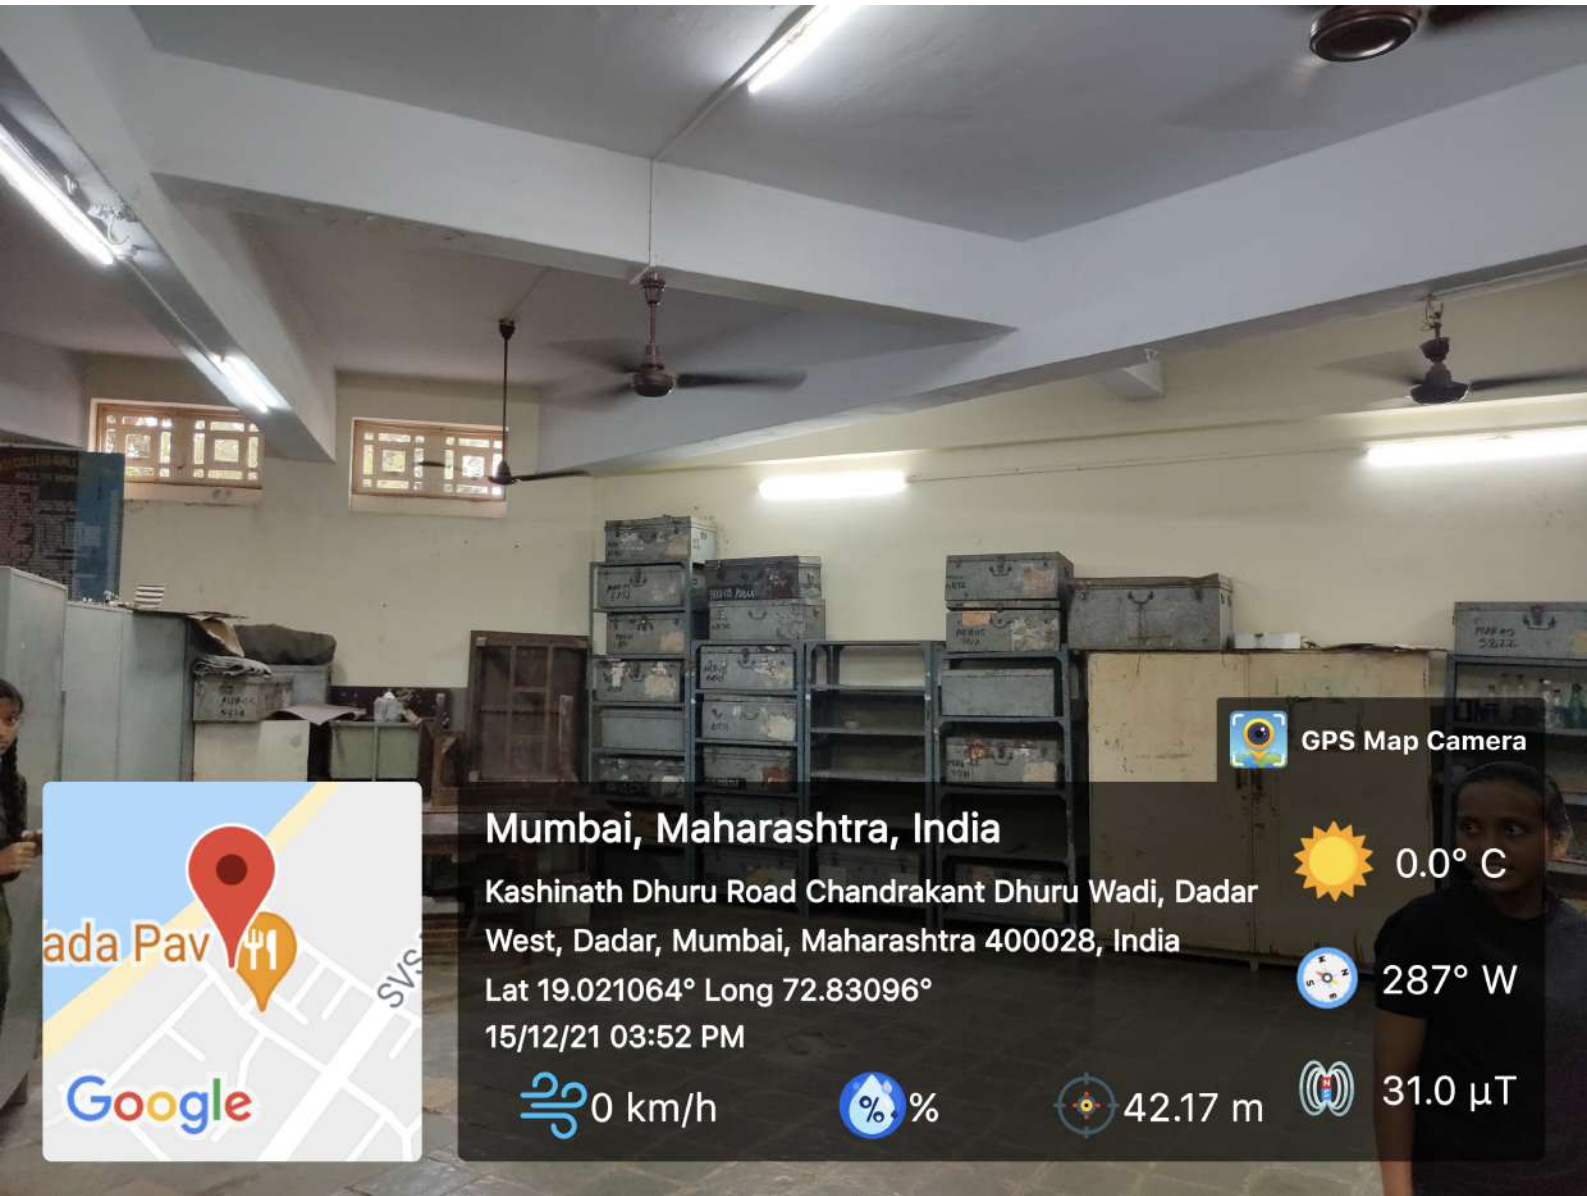 GPS Map Camera
Mumbai, Maharashtra, India
Kashinath Dhuru Road Chandrakant Dhuru Wadi, Dadar
West, Dadar, Mumbai, Maharashtra 400028, India
Lat 19.021064° Long 72.83096°
15/12/21 03:52 PM
0.0° C
287° W
31.0 µT
0 km/h
%
42.17 m
ada Pav
SVS
Google
5822